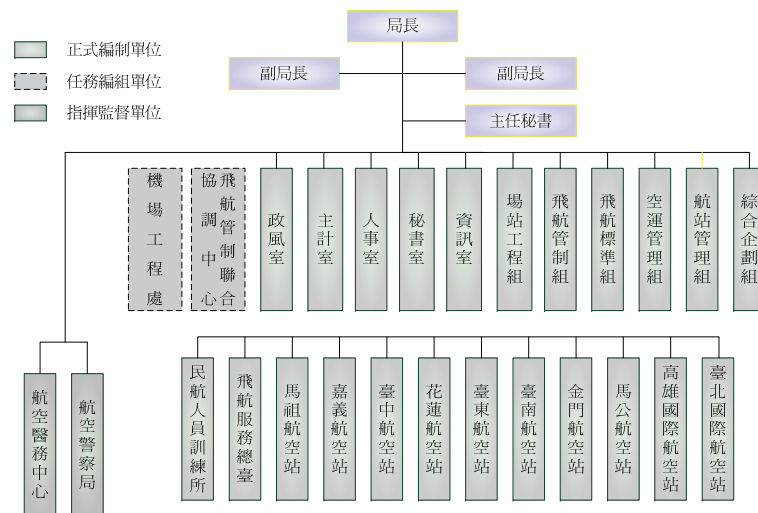 局長
副局長
副局長
主任秘書
正式編制單位
任務編組單位
指揮監督單位
機場工程處
飛航管制聯合
協調中心
政風室
主計室
人事室
秘書室
資訊室
場站工程組
飛航管制組
飛航標準組
空運管理組
航站管理組
綜合企劃組
航空醫務中心
航空警察局
民航人員訓練所
飛航服務總臺
馬祖航空站
嘉義航空站
臺中航空站
花蓮航空站
臺東航空站
臺南航空站
金門航空站
馬公航空站
高雄國際航空站
臺北國際航空站